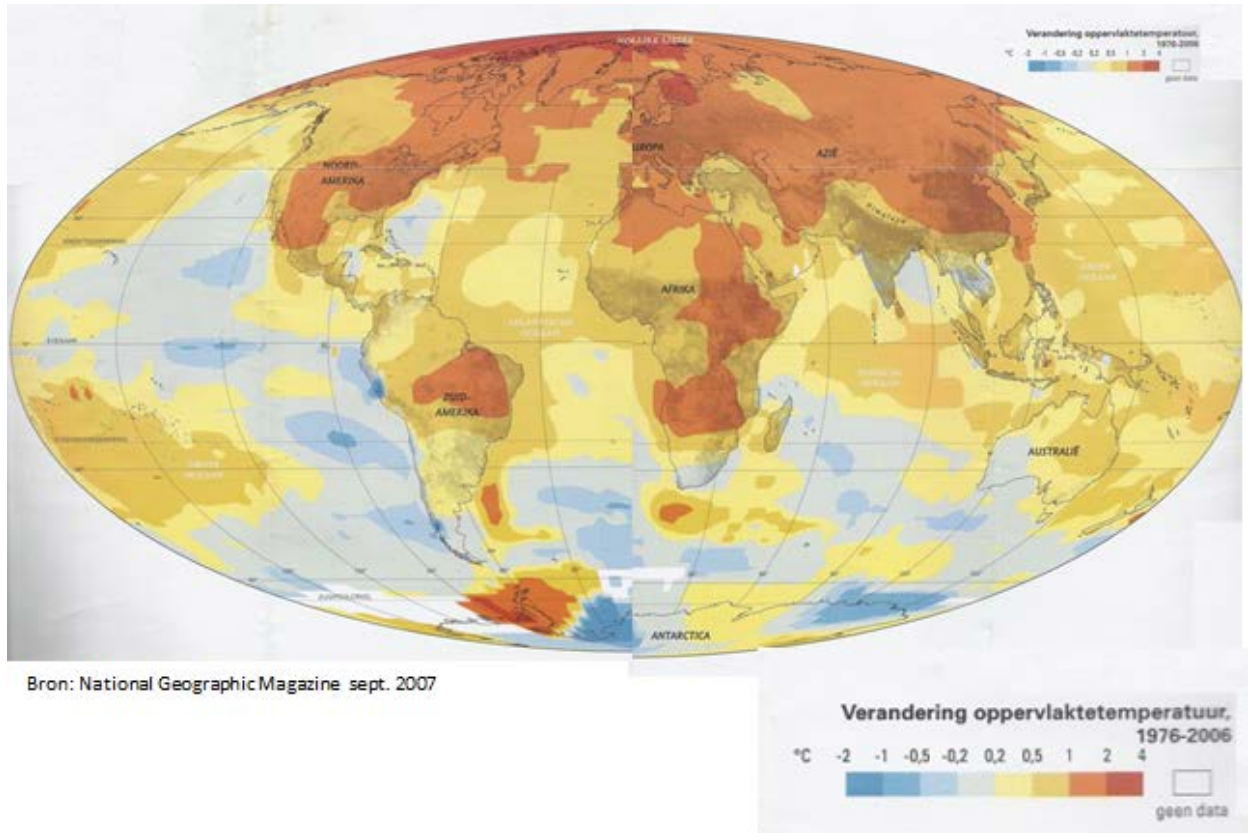 Verandering oppervlaktetemperatuur,
1976-2006
°C -2 -1 -0,5 -0,2 0,2 0,5 1 2 4
geen data
NOORD-
AMERIKA
EUROPA
AZIË
Himalaya
AFRIKA
ZUID-
AMERIKA
AUSTRALIË
ANTARCTICA
Bron: National Geographic Magazine sept. 2007
Verandering oppervlaktetemperatuur,
1976-2006
°C -2 -1 -0,5 -0,2 0,2 0,5 1 2 4
geen data